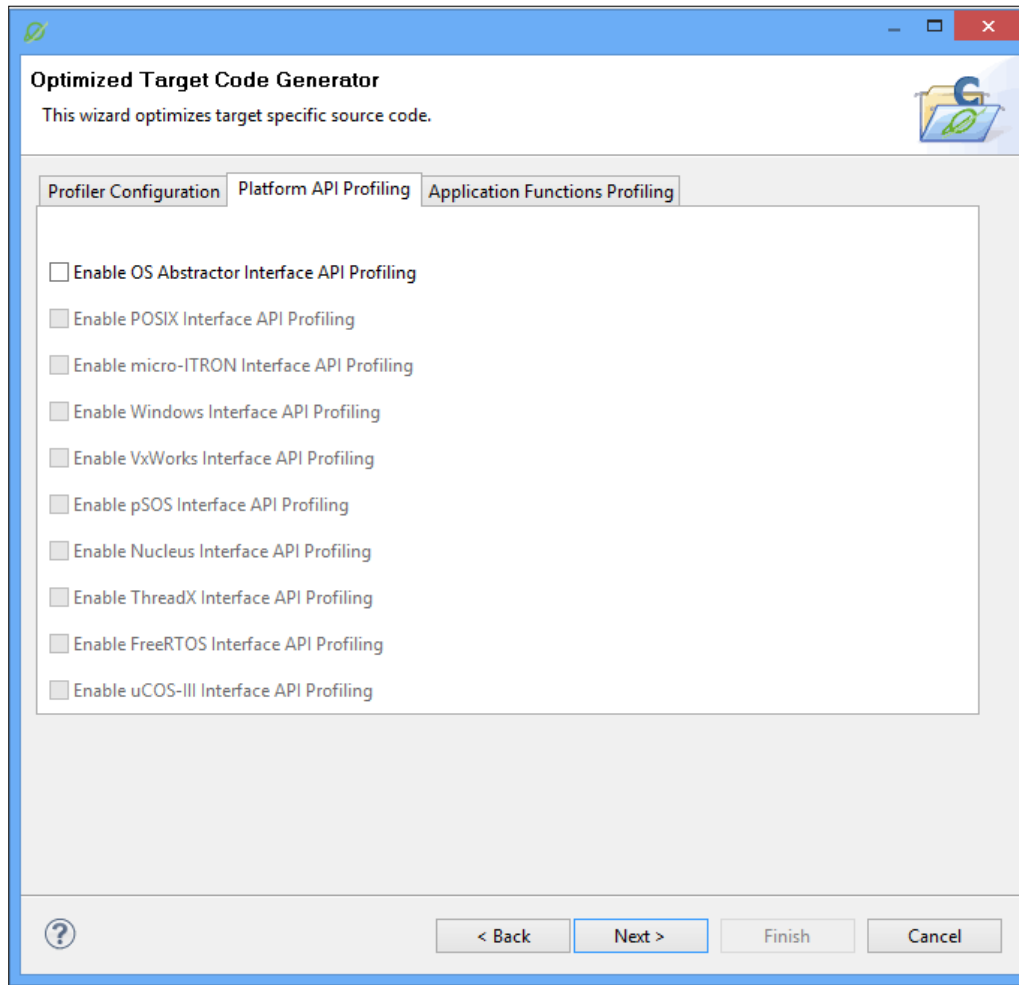 Optimized Target Code Generator
This wizard optimizes target specific source code.
C
Profiler Configuration Platform API Profiling Application Functions Profiling
Enable OS Abstractor Interface API Profiling
Enable POSIX Interface API Profiling
Enable micro-ITRON Interface API Profiling
Enable Windows Interface API Profiling
Enable VxWorks Interface API Profiling
Enable pSOS Interface API Profiling
Enable Nucleus Interface API Profiling
Enable ThreadX Interface API Profiling
Enable FreeRTOS Interface API Profiling
Enable uCOS-III Interface API Profiling
? < Back Next > Finish Cancel